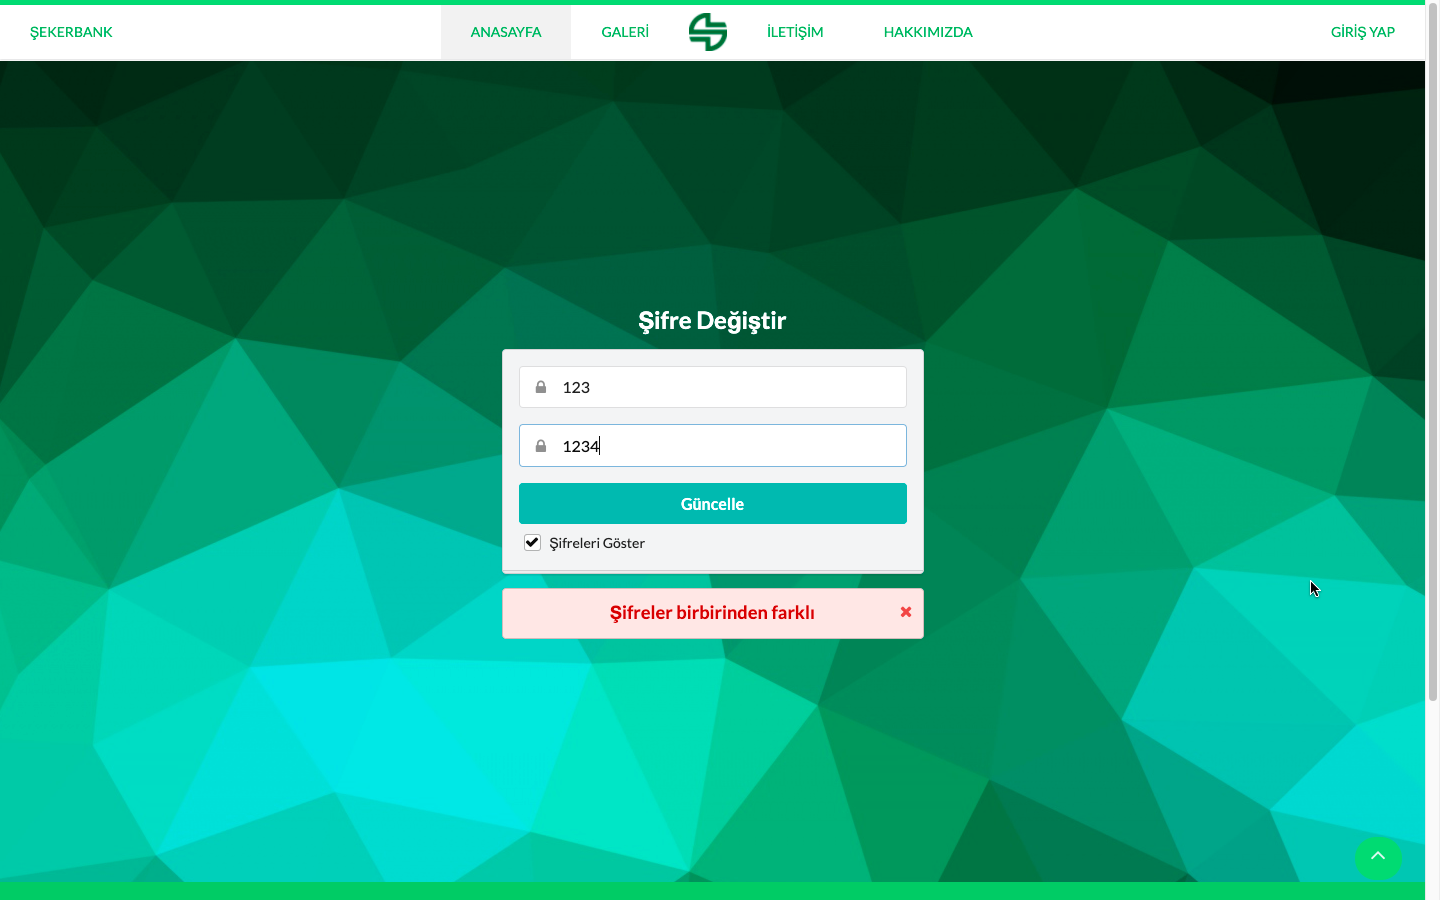 ŞEKERBANK
ANASAYFA
GALERİ
İLETİŞİM
HAKKIMIZDA
GİRİŞ YAP
Şifre Değiştir
123
1234
Güncelle
Şifreleri Göster
Şifreler birbirinden farklı